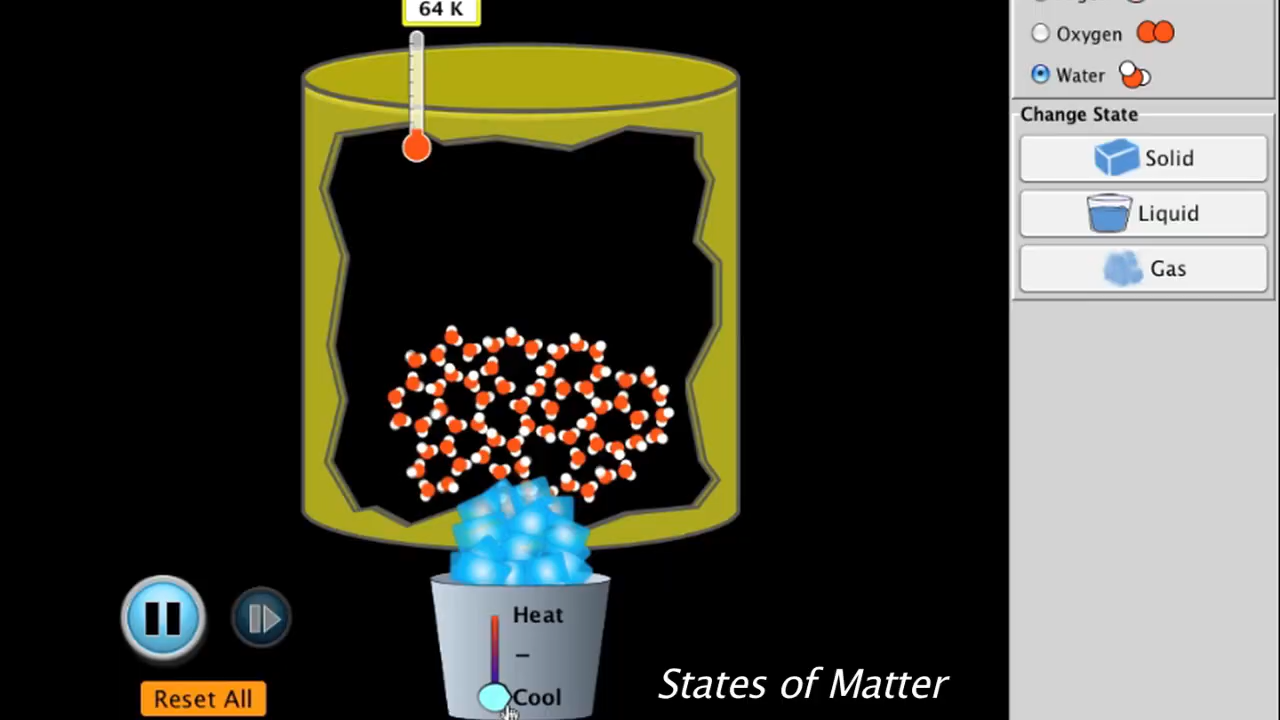 64 K
Oxygen
Water
Change State
Solid
Liquid
Gas
Heat
Cool
Reset All
States of Matter